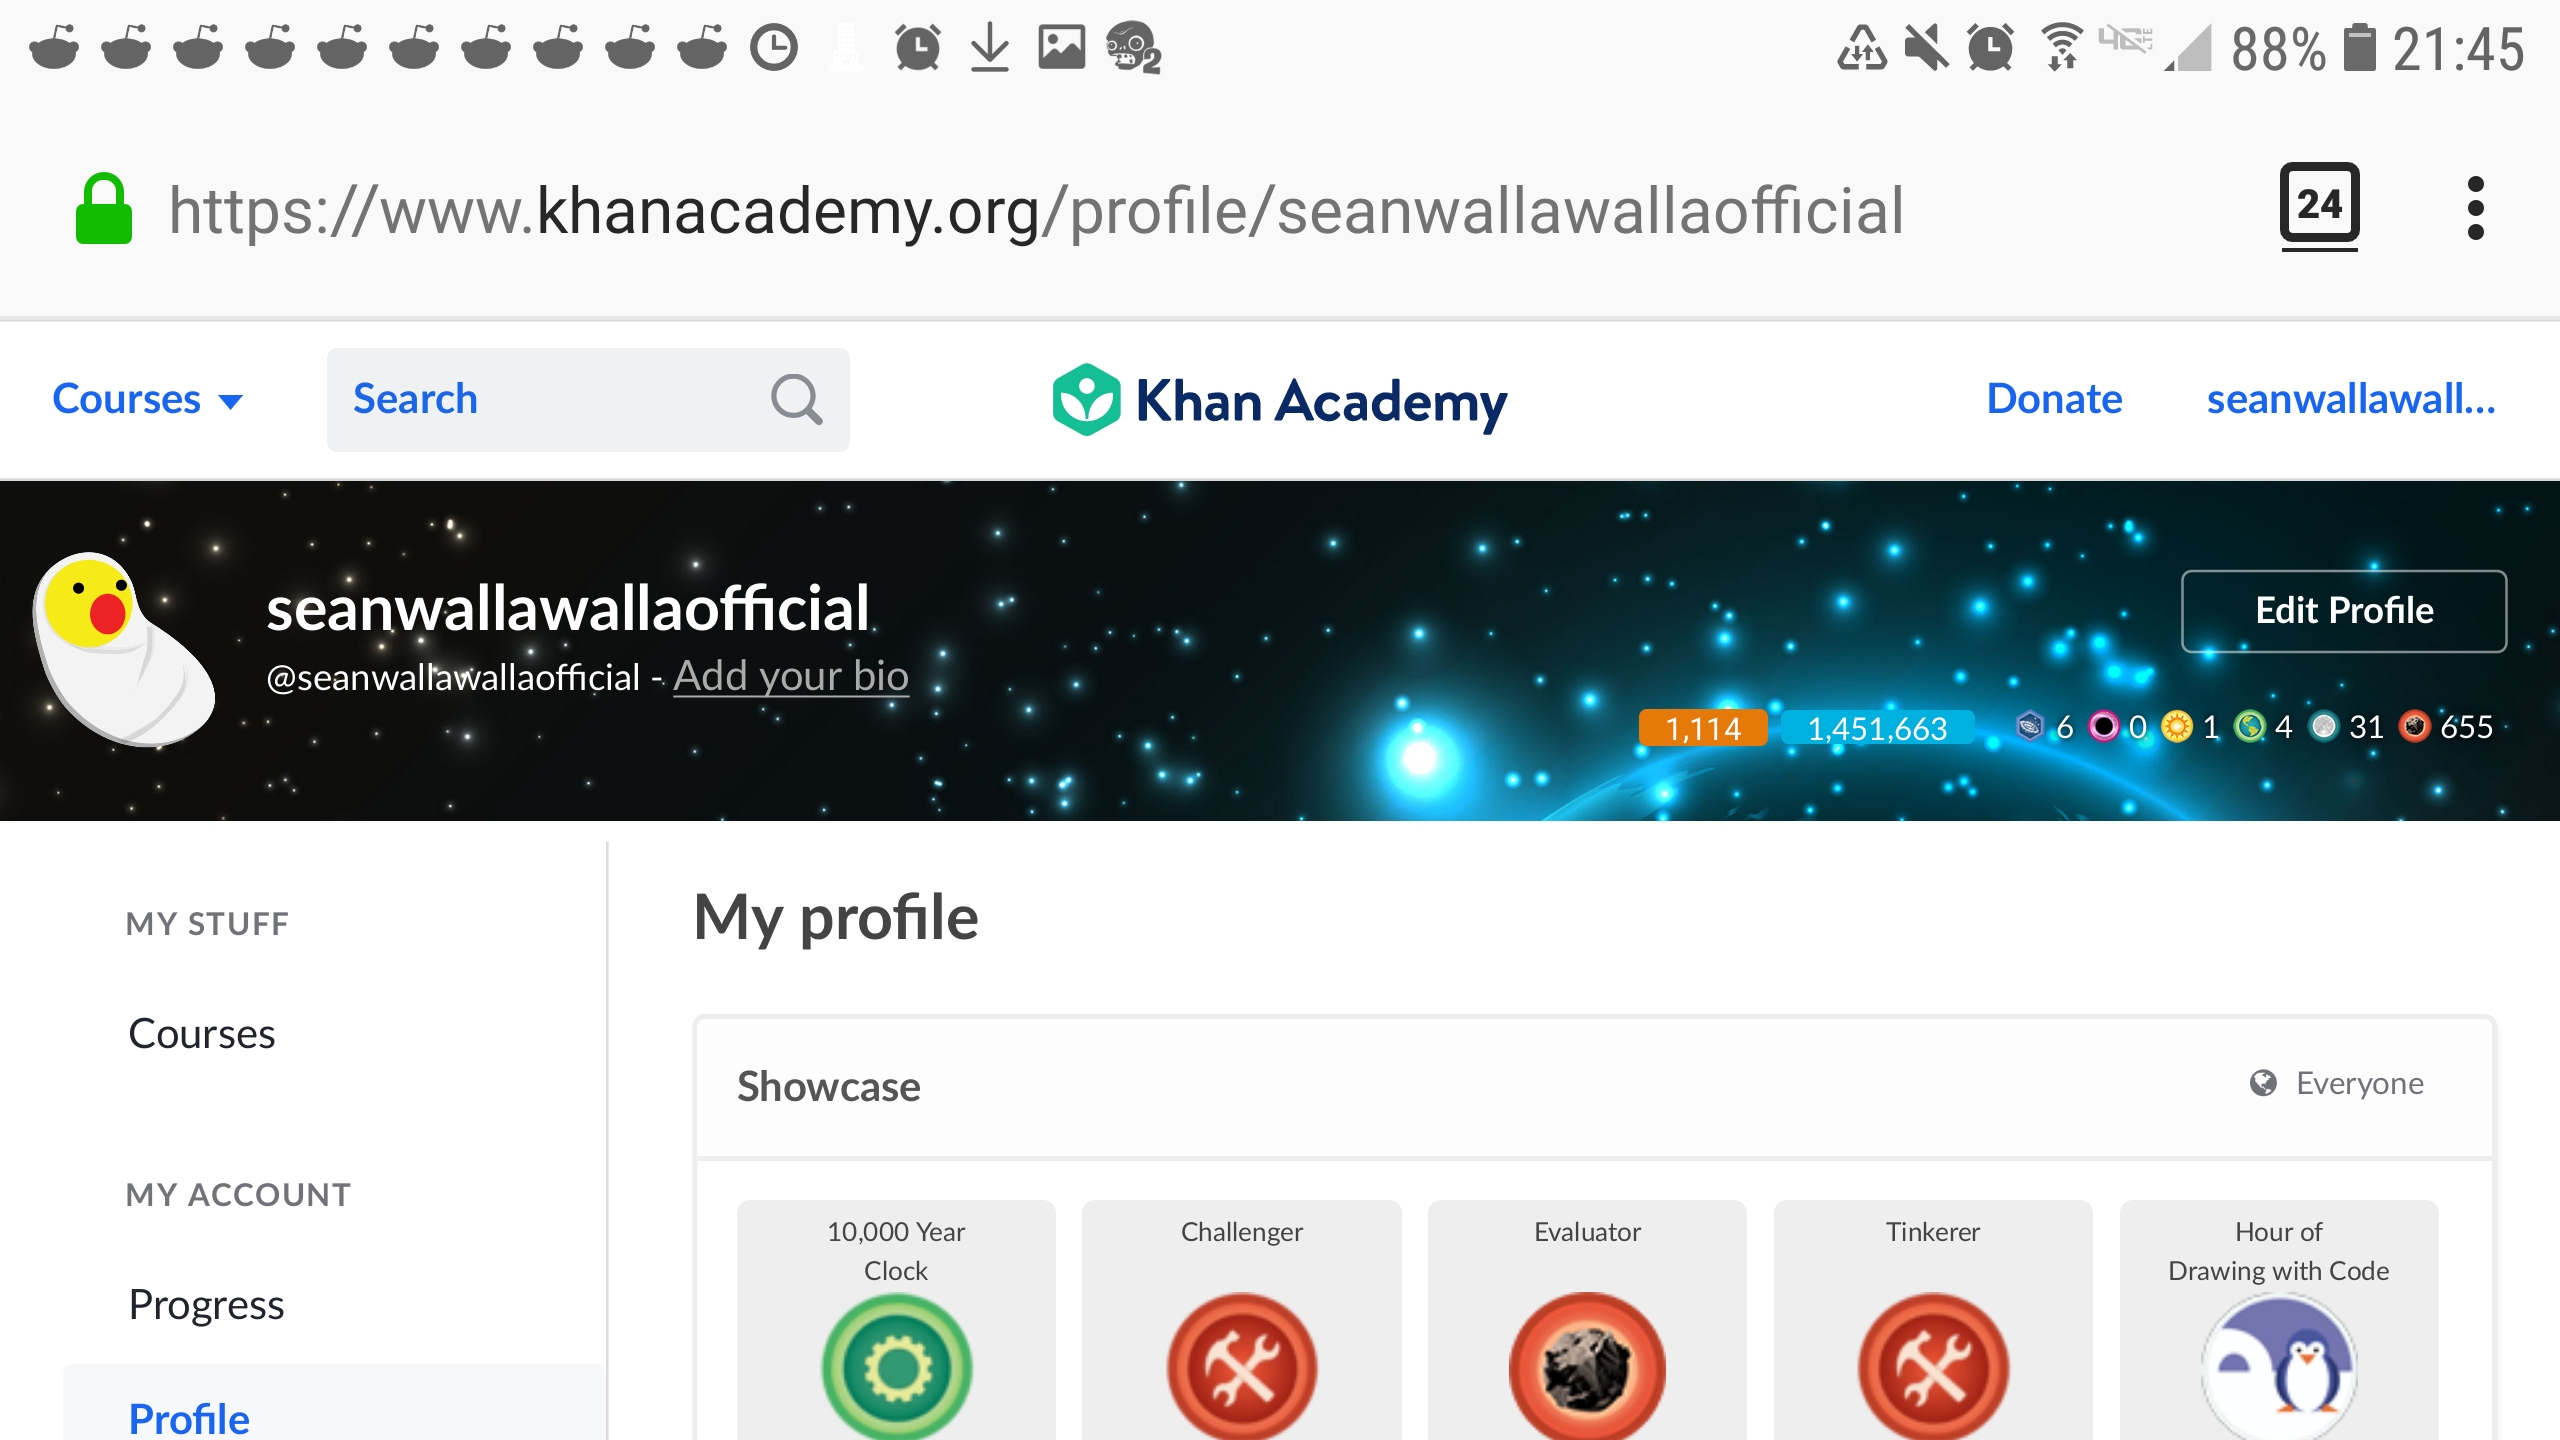 2
88% 21:45
https://www.khanacademy.org/profile/seanwallawallaofficial 24
Courses Search Khan Academy Donate seanwallawall...
seanwallawallaofficial
@seanwallawallaofficial - Add your bio
Edit Profile
1,114 1,451,663 6 0 1 4 31 655
MY STUFF
Courses
MY ACCOUNT
Progress
Profile
My profile
Showcase Everyone
10,000 Year
Clock
Challenger
Evaluator
Tinkerer
Hour of
Drawing with Code